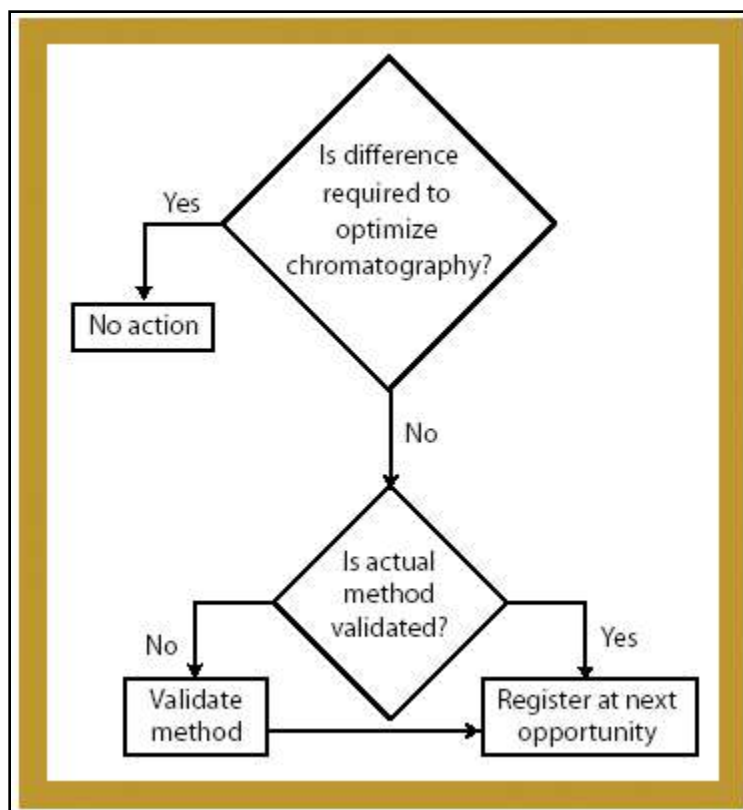 Is difference
required to
optimize
chromatography?
Yes
No action
No
Is actual
method
validated?
No
Yes
Validate
method
Register at next
opportunity